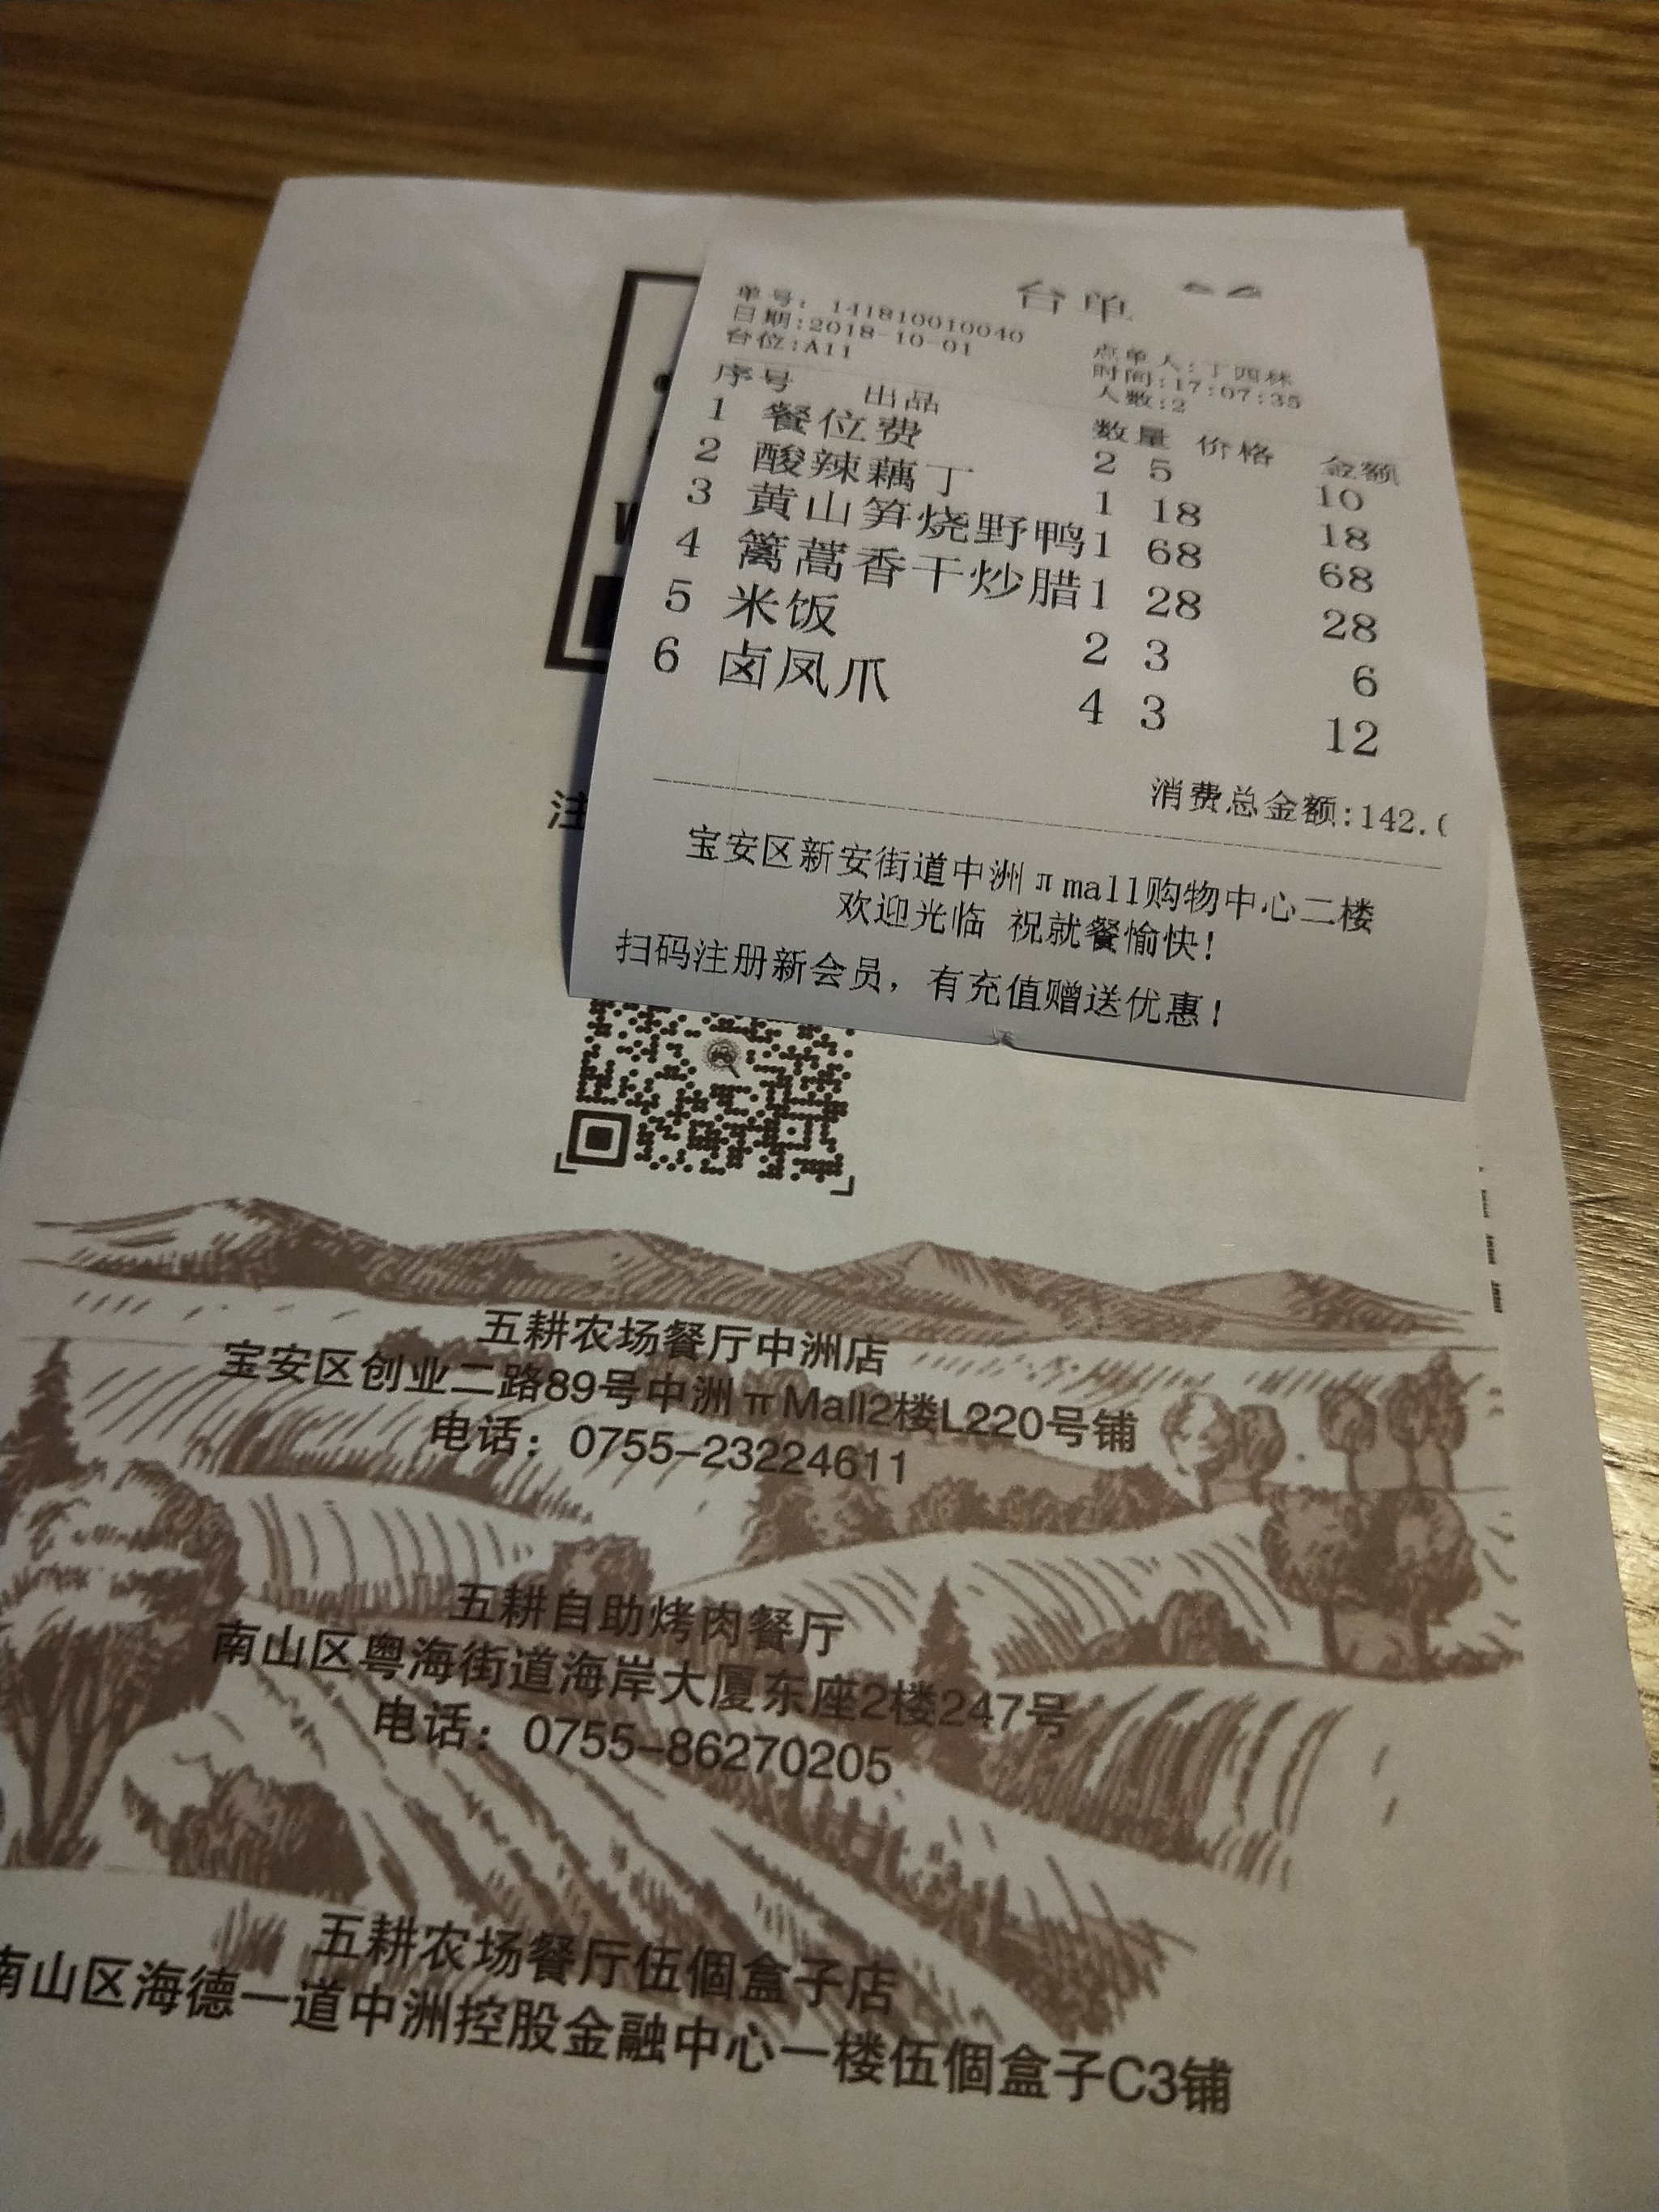 台单
单号: 141810010040
日期:2018-10-01
点单人:丁西林
台位:A11
时间:17:07:35
人数:2
序号 出品 数量 价格 金额
1 餐位费 2 5 10
2 酸辣藕丁 1 18 18
3 黄山笋烧野鸭 1 68 68
4 篱蒿香干炒腊 1 28 28
5 米饭 2 3 6
6 卤凤爪 4 3 12
消费总金额:142.
宝安区新安街道中洲πmall购物中心二楼
欢迎光临 祝就餐愉快!
扫码注册新会员，有充值赠送优惠!
注
五耕农场餐厅中洲店
宝安区创业二路89号中洲πMall2楼L220号铺
电话：0755-23224611
五耕自助烤肉餐厅
南山区粤海街道海岸大厦东座2楼247号
电话：0755-86270205
五耕农场餐厅伍個盒子店
南山区海德一道中洲控股金融中心一楼伍個盒子C3铺